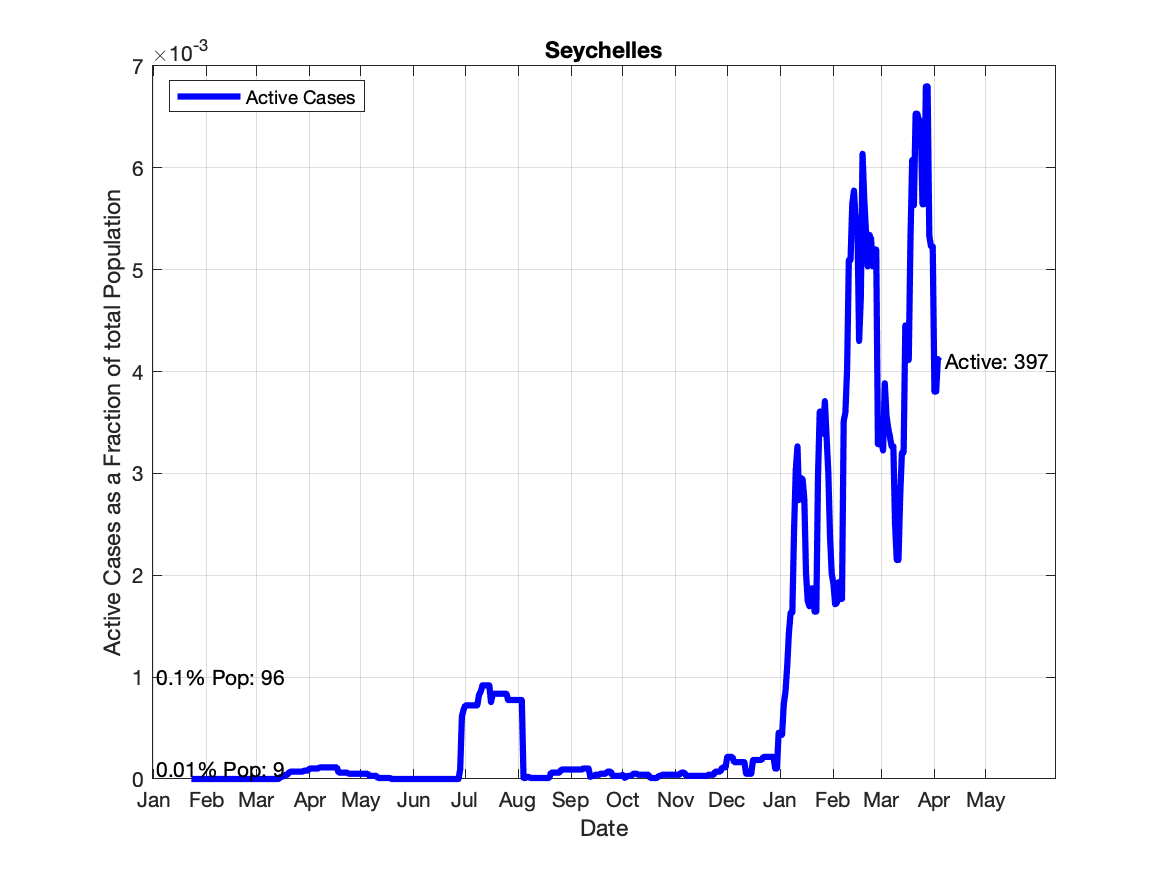 Seychelles
×10-3
Active Cases
Active Cases as a Fraction of total Population
7
6
5
4
3
2
1
0
0.1% Pop: 96
0.01% Pop: 9
Active: 397
Jan Feb Mar Apr May Jun Jul Aug Sep Oct Nov Dec Jan Feb Mar Apr May
Date